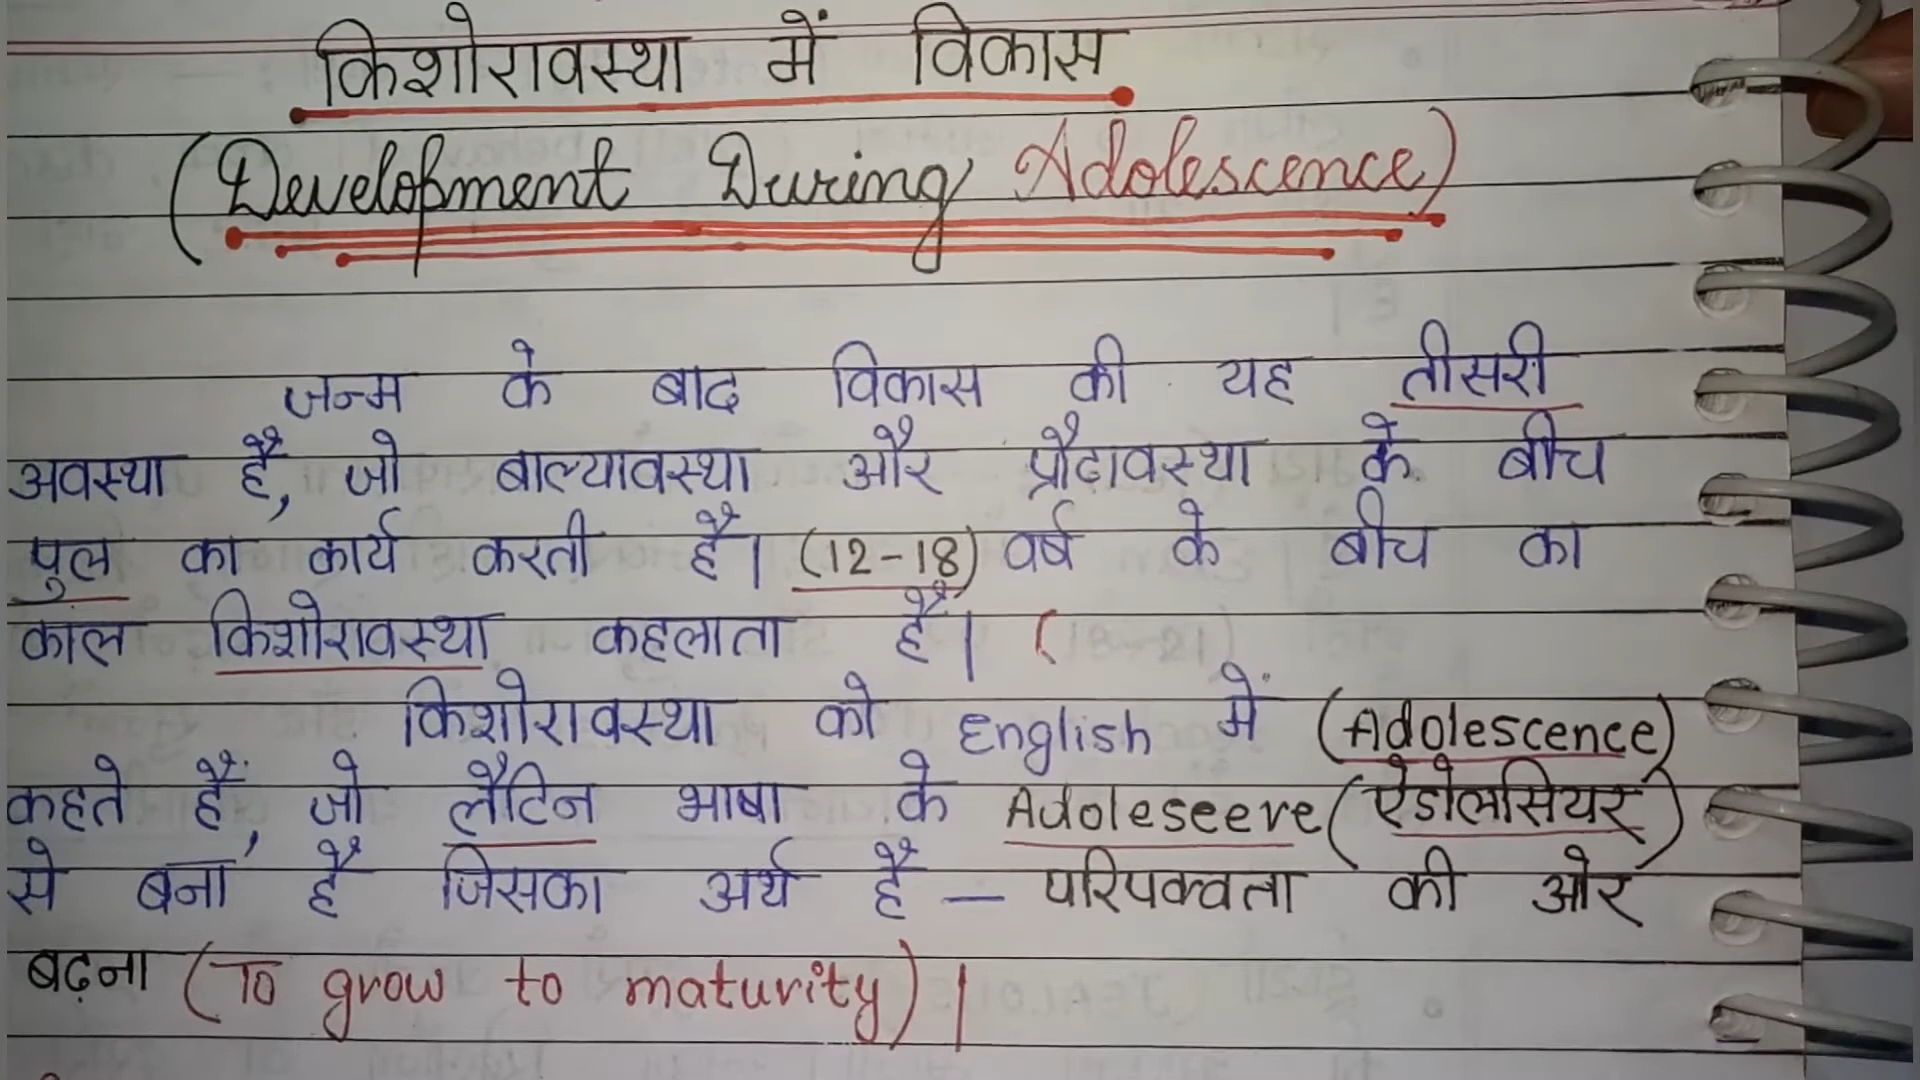 किशोरावस्था में विकास
(Development During Adolescence)
जन्म के बाद विकास की यह तीसरी
अवस्था है, जो बाल्यावस्था और प्रौढावस्था के बीच
पुल का कार्य करती है। (12-18) वर्ष के बीच का
काल किशोरावस्था कहलाता है। (
किशोरावस्था को English में (Adolescence)
कहते हैं, जो लैटिन भाषा के Adoleseere (ऐडोलसियर)
से बना है जिसका अर्थ है — परिपक्वता की ओर
बढ़ना (To grow to maturity) |